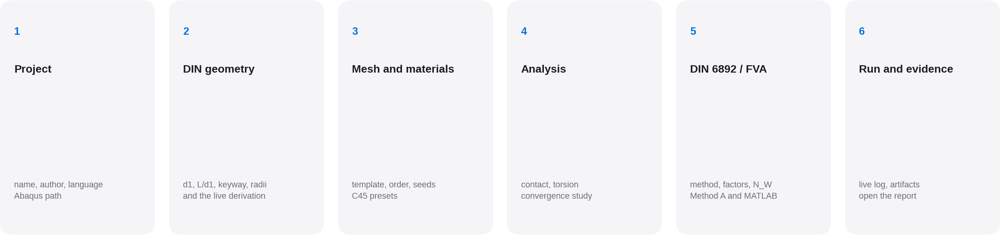 1
Project
name, author, language
Abaqus path
2
DIN geometry
d1, L/d1, keyway, radii
and the live derivation
3
Mesh and materials
template, order, seeds
C45 presets
4
Analysis
contact, torsion
convergence study
5
DIN 6892 / FVA
method, factors, N_W
Method A and MATLAB
6
Run and evidence
live log, artifacts
open the report